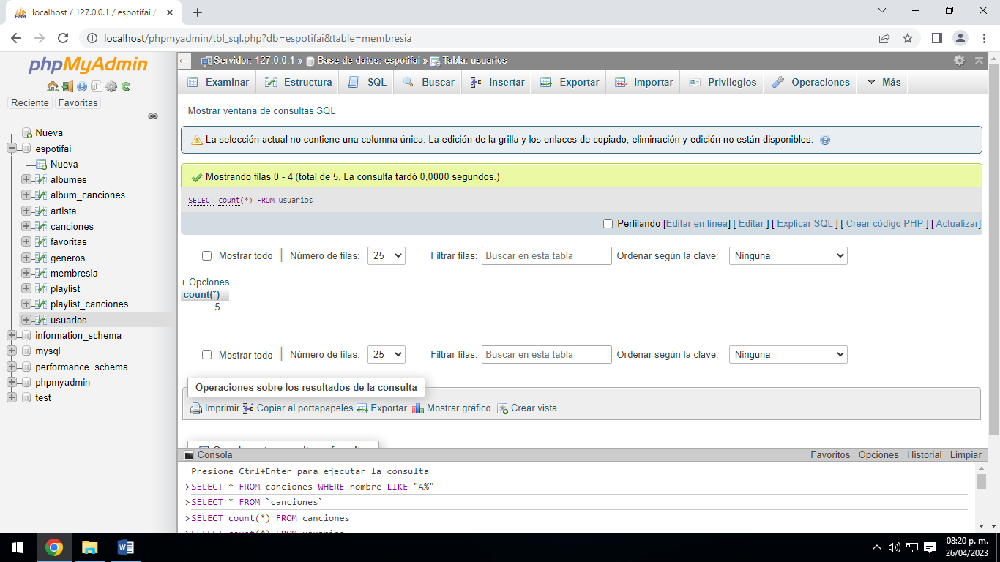 localhost / 127.0.0.1 / espotifai /
localhost/phpmyadmin/tbl_sql.php?db=espotifai&table=membresia
phpMyAdmin
Reciente Favoritas
Nueva
espotifai
Nueva
albumes
album_canciones
artista
canciones
favoritas
generos
membresia
playlist
playlist_canciones
usuarios
information_schema
mysql
performance_schema
phpmyadmin
test
Servidor: 127.0.0.1 » Base de datos: espotifai » Tabla: usuarios
Examinar Estructura SQL Buscar Insertar Exportar Importar Privilegios Operaciones Más
Mostrar ventana de consultas SQL
La selección actual no contiene una columna única. La edición de la grilla y los enlaces de copiado, eliminación y edición no están disponibles.
Mostrando filas 0 - 4 (total de 5, La consulta tardó 0,0000 segundos.)
SELECT count(*) FROM usuarios
Perfilando [Editar en línea] [ Editar ] [ Explicar SQL ] [ Crear código PHP ] [ Actualizar]
Mostrar todo | Número de filas: 25 Filtrar filas: Buscar en esta tabla Ordenar según la clave: Ninguna
+ Opciones
count(*)
5
Mostrar todo | Número de filas: 25 Filtrar filas: Buscar en esta tabla Ordenar según la clave: Ninguna
Operaciones sobre los resultados de la consulta
Imprimir Copiar al portapapeles Exportar Mostrar gráfico Crear vista
Consola Favoritos Opciones Historial Limpiar
Presione Ctrl+Enter para ejecutar la consulta
>SELECT * FROM canciones WHERE nombre LIKE "A%"
>SELECT * FROM `canciones`
>SELECT count(*) FROM canciones
>SELECT count(*) FROM usuarios
08:20 p. m.
26/04/2023